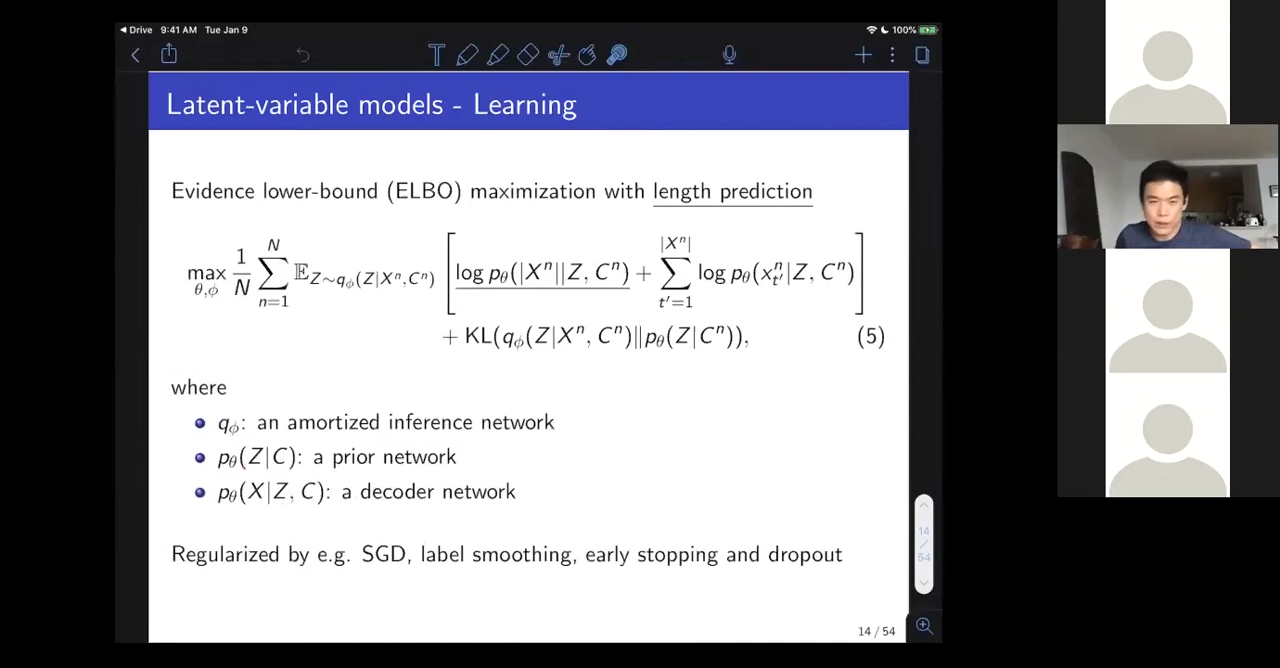 Drive 9:41 AM Tue Jan 9
100%
Latent-variable models - Learning
Evidence lower-bound (ELBO) maximization with length prediction
max_{θ,φ} 1/N ∑_{n=1}^{N} 𝔼_{Z∼q_φ(Z|X^n,C^n)} [ log p_θ(|X^n||Z, C^n) + ∑_{t′=1}^{|X^n|} log p_θ(x^n_{t′}|Z, C^n) ]
+ KL(q_φ(Z|X^n, C^n)‖p_θ(Z|C^n)), (5)
where
q_φ: an amortized inference network
p_θ(Z|C): a prior network
p_θ(X|Z, C): a decoder network
Regularized by e.g. SGD, label smoothing, early stopping and dropout
14
/
54
14 / 54